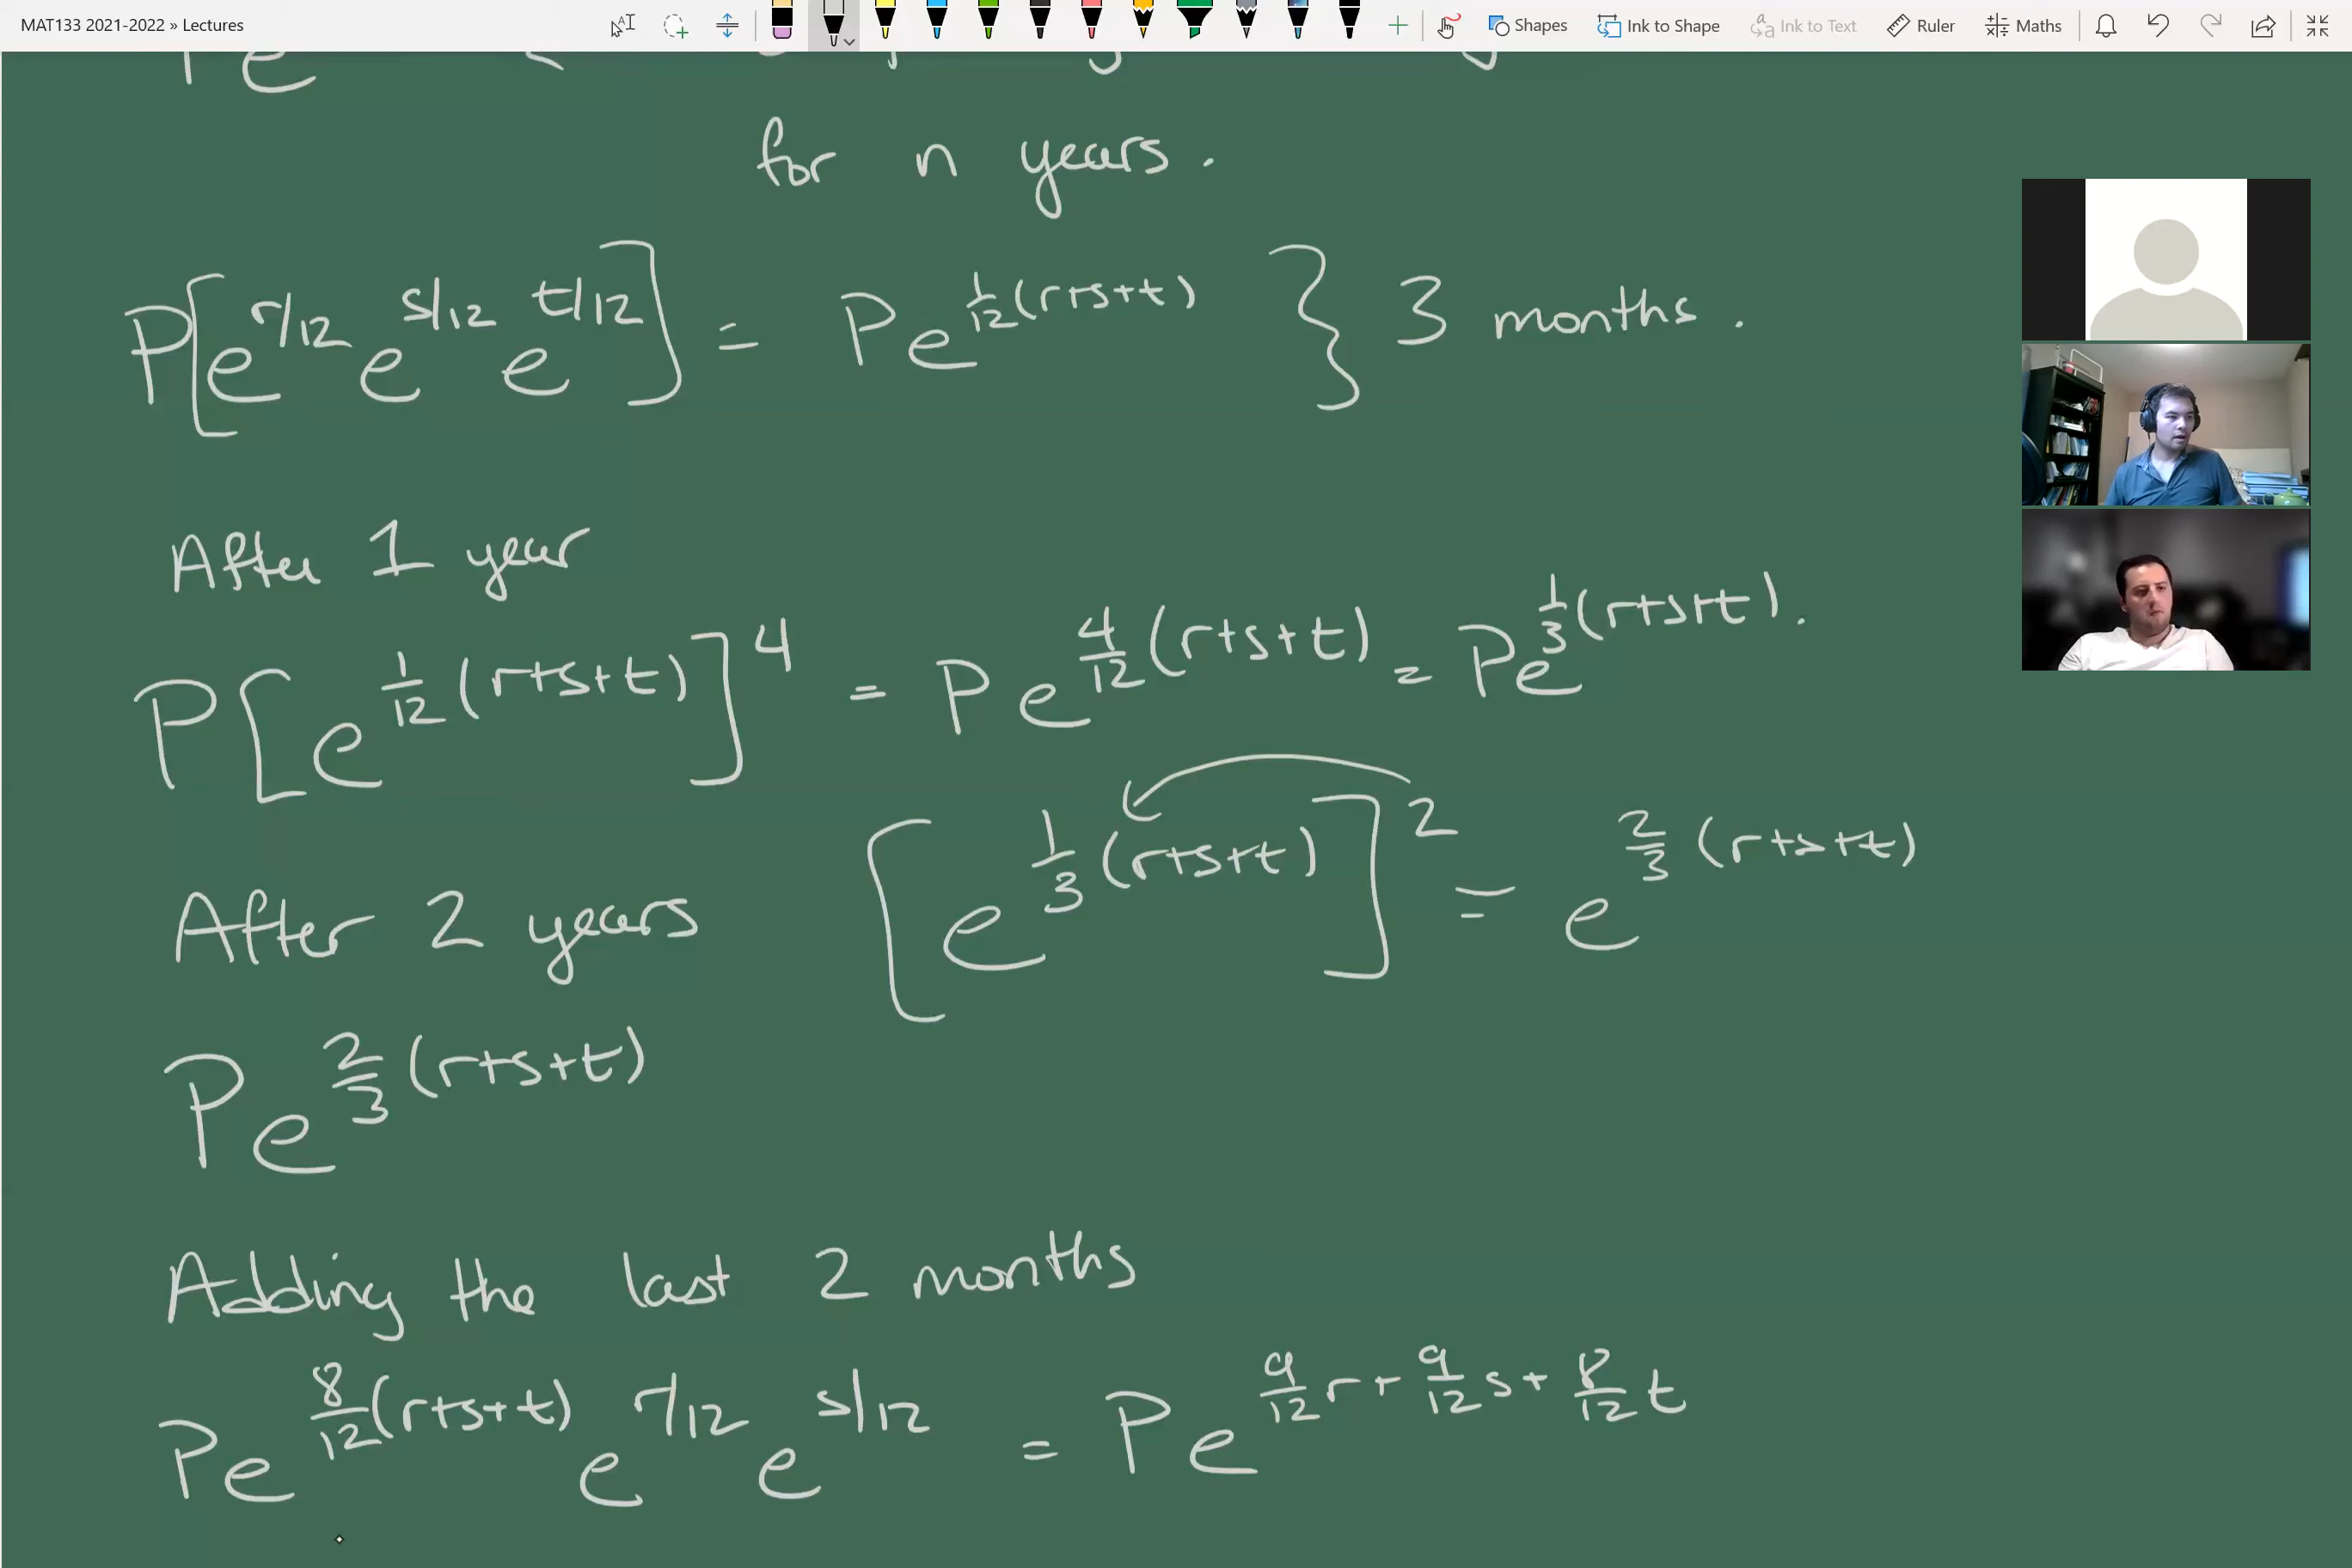 MAT133 2021-2022 » Lectures
Shapes Ink to Shape Ink to Text Ruler Maths
Pe
for n years.
P[e^{r/12} e^{s/12} e^{t/12}] = Pe^{1/12(r+s+t)} } 3 months.
After 1 year
P[e^{1/12(r+s+t)}]^4 = Pe^{4/12(r+s+t)} = Pe^{1/3(r+s+t)}.
After 2 years [e^{1/3(r+s+t)}]^2 = e^{2/3(r+s+t)}
Pe^{2/3(r+s+t)}
Adding the last 2 months
Pe^{8/12(r+s+t)} e^{r/12} e^{s/12} = Pe^{9/12 r + 9/12 s + 8/12 t}